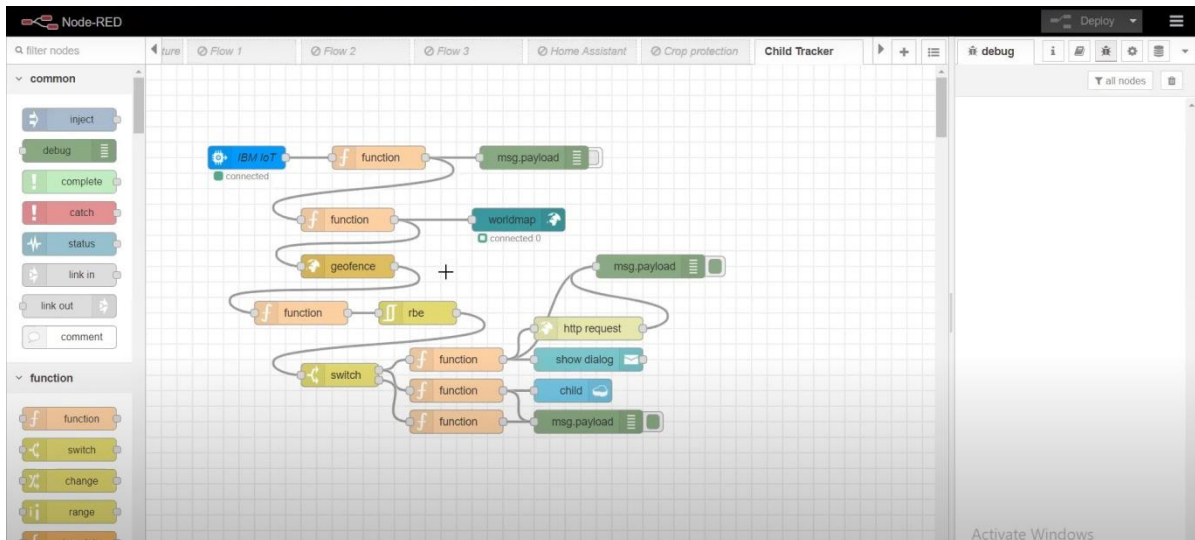 Node-RED
Deploy
filter nodes
ture
Flow 1
Flow 2
Flow 3
Home Assistant
Crop protection
Child Tracker
debug
i
all nodes
common
inject
debug
complete
catch
status
link in
link out
comment
function
function
switch
change
range
IBM IoT
connected
function
msg.payload
function
worldmap
connected 0
geofence
msg.payload
function
rbe
http request
switch
function
show dialog
function
child
function
msg.payload
Activate Windows